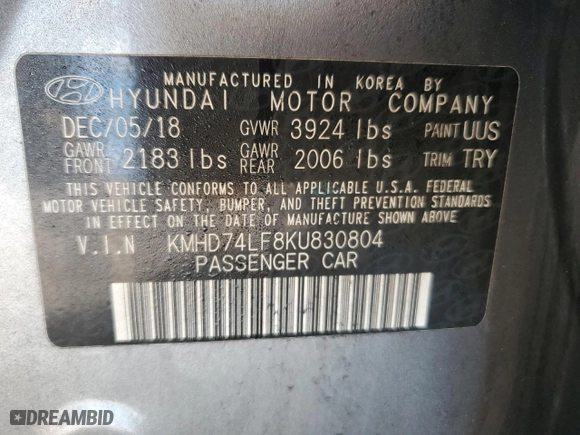 MANUFACTURED IN KOREA BY
HYUNDAI MOTOR COMPANY
DEC/05/18 GVWR 3924 lbs PAINT UUS
GAWR FRONT 2183 lbs GAWR REAR 2006 lbs TRIM TRY
THIS VEHICLE CONFORMS TO ALL APPLICABLE U.S.A. FEDERAL
MOTOR VEHICLE SAFETY, BUMPER, AND THEFT PREVENTION STANDARDS
IN EFFECT ON THE DATE OF MANUFACTURE SHOWN ABOVE.
V.I.N KMHD74LF8KU830804
PASSENGER CAR
DREAMBID